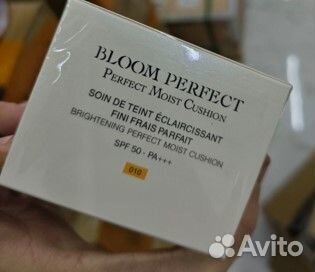 BLOOM PERFECT
PERFECT MOIST CUSHION
SOIN DE TEINT ÉCLAIRCISSANT
FINI FRAIS PARFAIT
BRIGHTENING PERFECT MOIST CUSHION
SPF 50 · PA+++
010
Avito